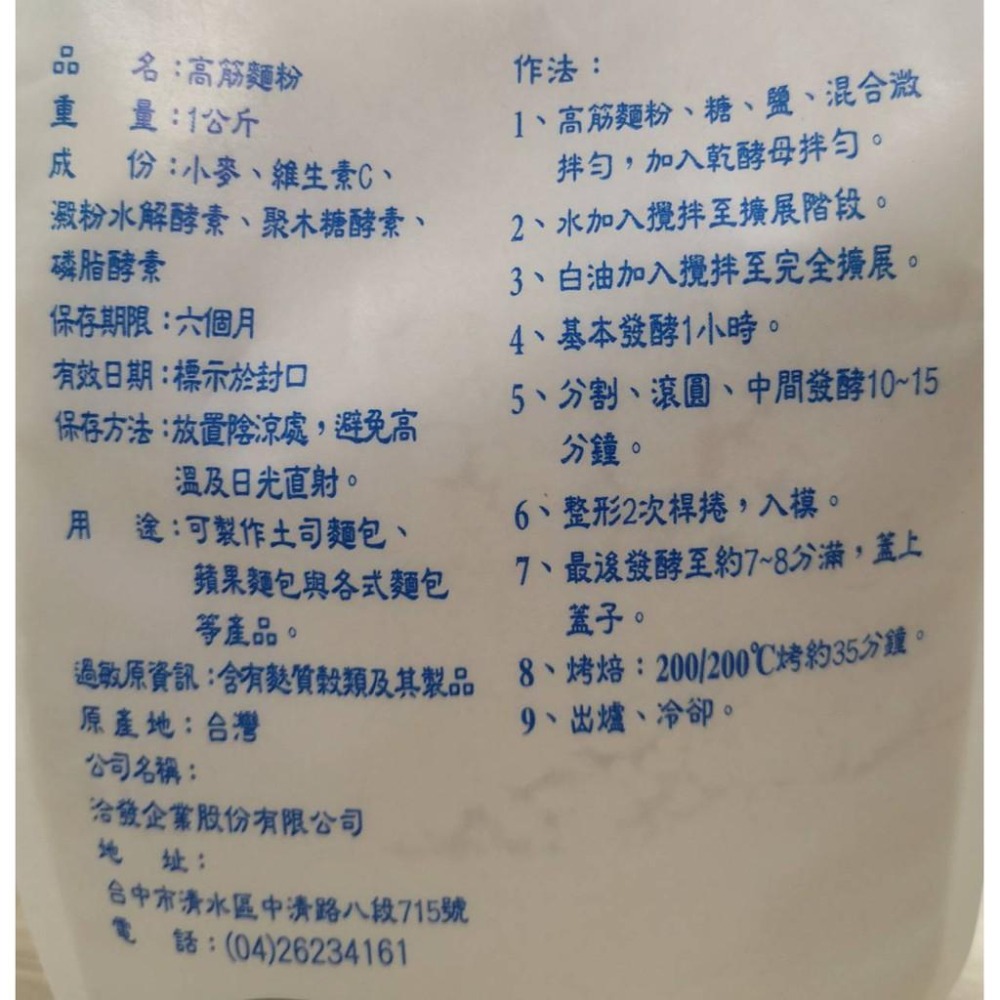 品　　名：高筋麵粉
重　　量：1公斤
成　　份：小麥、維生素C、
澱粉水解酵素、聚木糖酵素、
磷脂酵素
保存期限：六個月
有效日期：標示於封口
保存方法：放置陰涼處，避免高
溫及日光直射。
用　　途：可製作土司麵包、
蘋果麵包與各式麵包
等產品。
過敏原資訊：含有麩質穀類及其製品
原產地：台灣
公司名稱：
洽發企業股份有限公司
地　　址：
台中市清水區中清路八段715號
電　　話：(04)26234161
作法：
1、高筋麵粉、糖、鹽、混合微
拌勻，加入乾酵母拌勻。
2、水加入攪拌至擴展階段。
3、白油加入攪拌至完全擴展。
4、基本發酵1小時。
5、分割、滾圓、中間發酵10~15
分鐘。
6、整形2次桿捲，入模。
7、最後發酵至約7~8分滿，蓋上
蓋子。
8、烤焙：200/200℃烤約35分鐘。
9、出爐、冷卻。